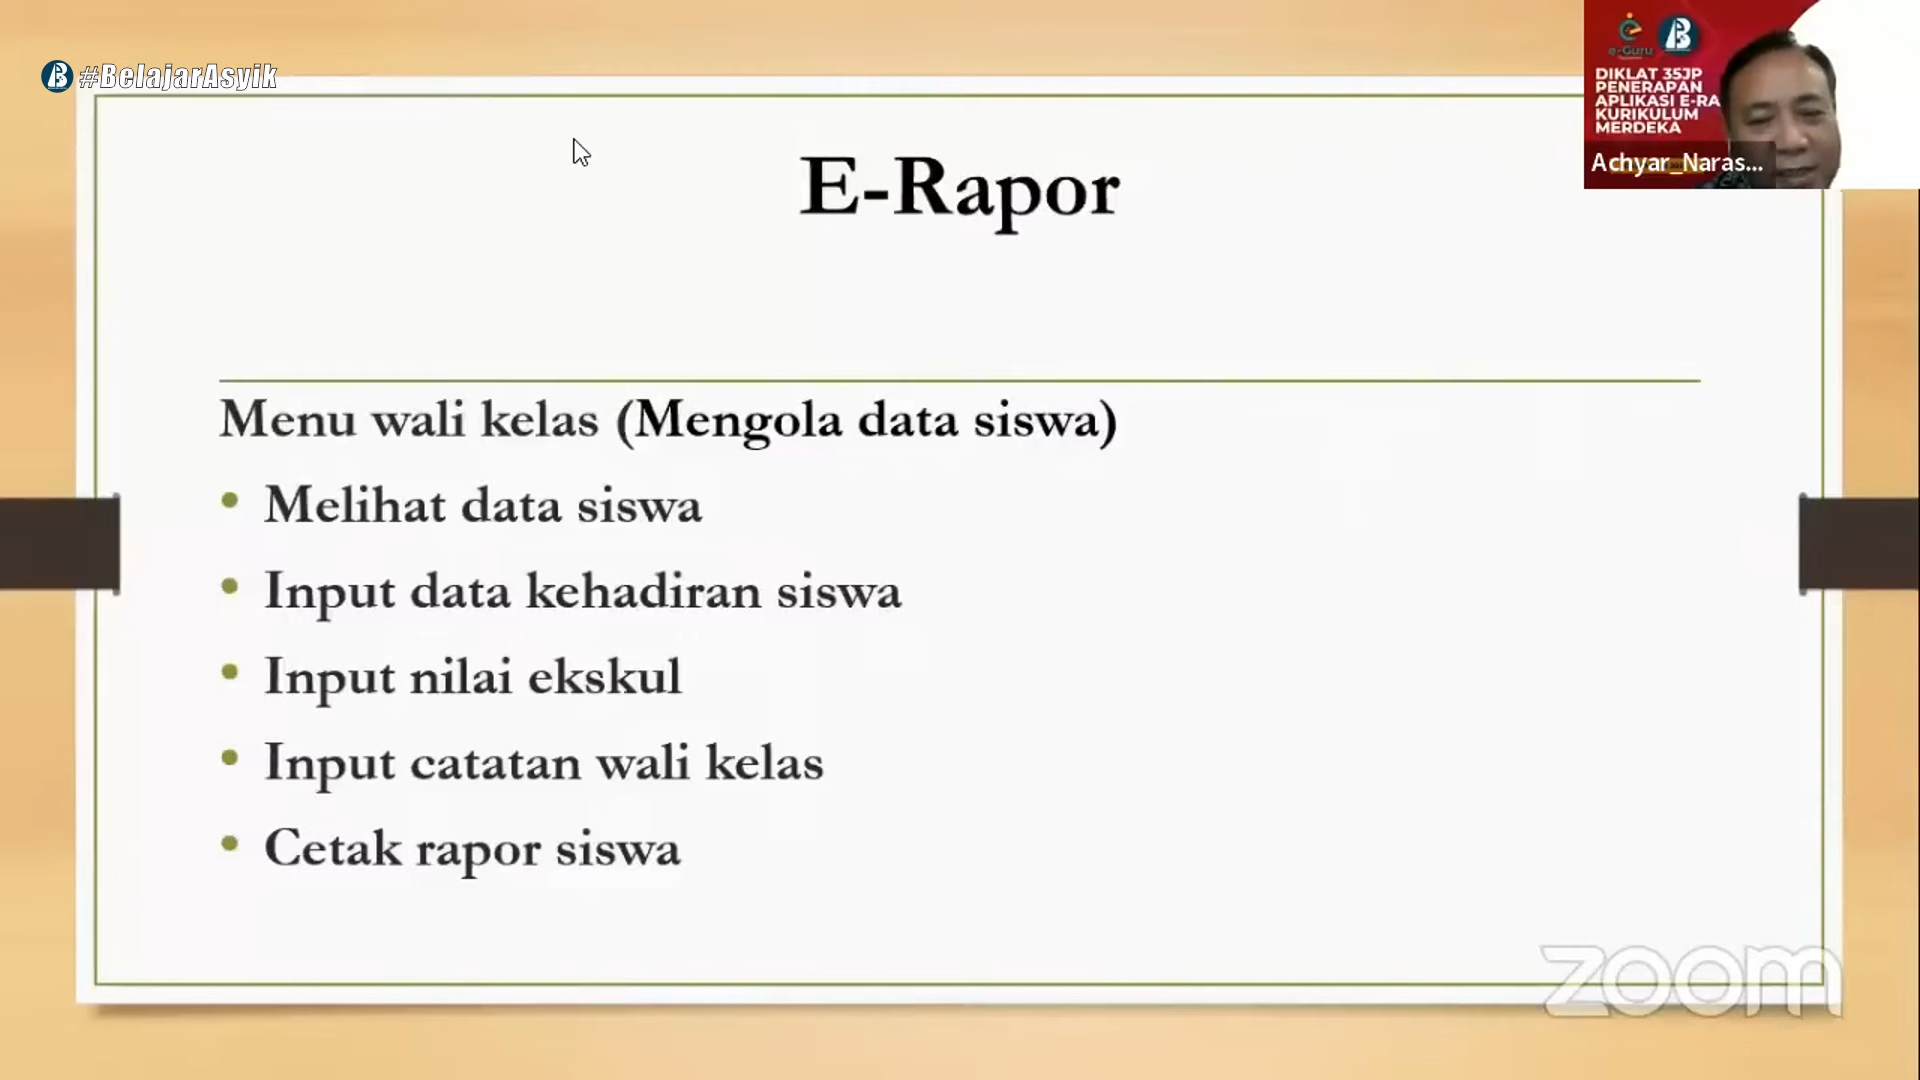 #BelajarAsyik
e-Guru
DIKLAT 35JP
PENERAPAN
APLIKASI E-RA
KURIKULUM
MERDEKA
Achyar_Naras...
E-Rapor
Menu wali kelas (Mengola data siswa)
• Melihat data siswa
• Input data kehadiran siswa
• Input nilai ekskul
• Input catatan wali kelas
• Cetak rapor siswa
zoom